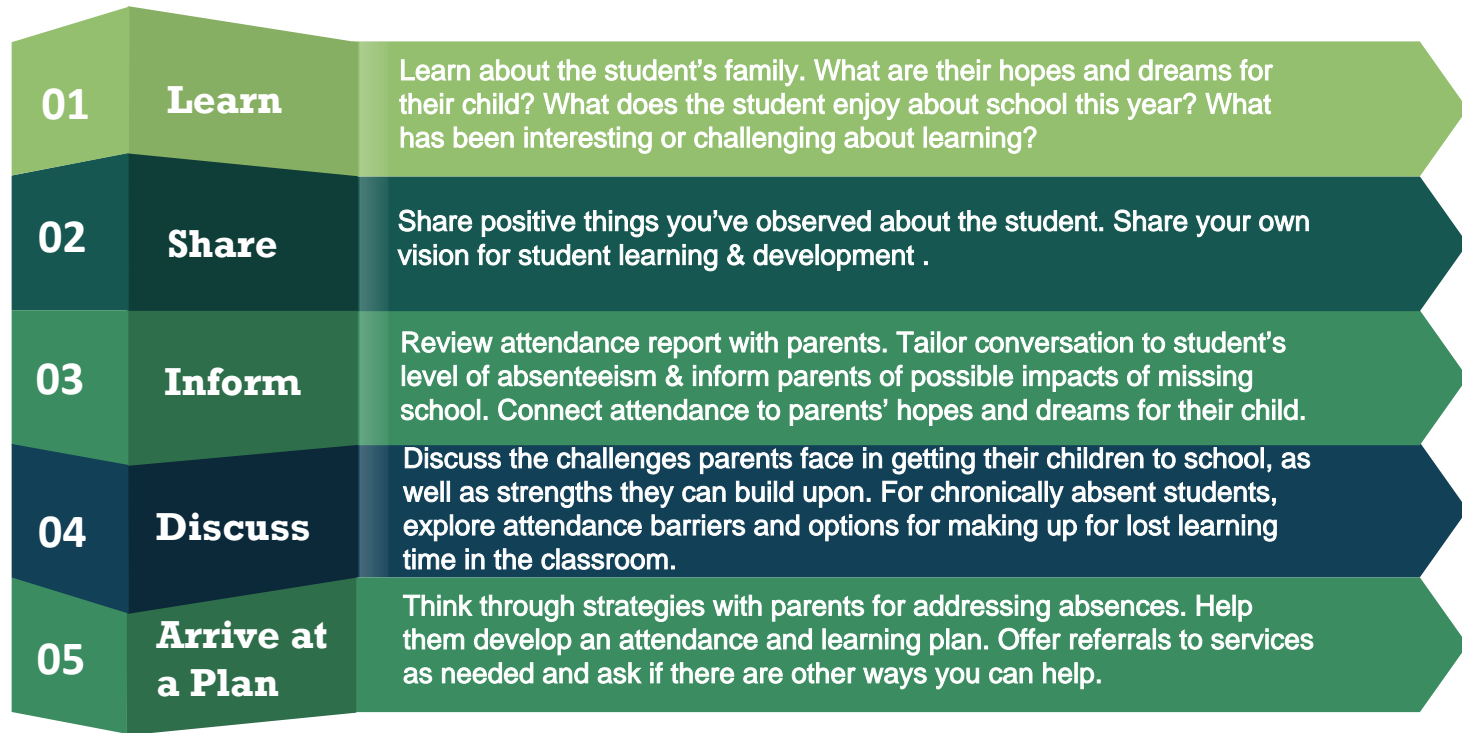 01
Learn
Learn about the student’s family. What are their hopes and dreams for
their child? What does the student enjoy about school this year? What
has been interesting or challenging about learning?
02
Share
Share positive things you’ve observed about the student. Share your own
vision for student learning & development .
03
Inform
Review attendance report with parents. Tailor conversation to student’s
level of absenteeism & inform parents of possible impacts of missing
school. Connect attendance to parents’ hopes and dreams for their child.
04
Discuss
Discuss the challenges parents face in getting their children to school, as
well as strengths they can build upon. For chronically absent students,
explore attendance barriers and options for making up for lost learning
time in the classroom.
05
Arrive at
a Plan
Think through strategies with parents for addressing absences. Help
them develop an attendance and learning plan. Offer referrals to services
as needed and ask if there are other ways you can help.